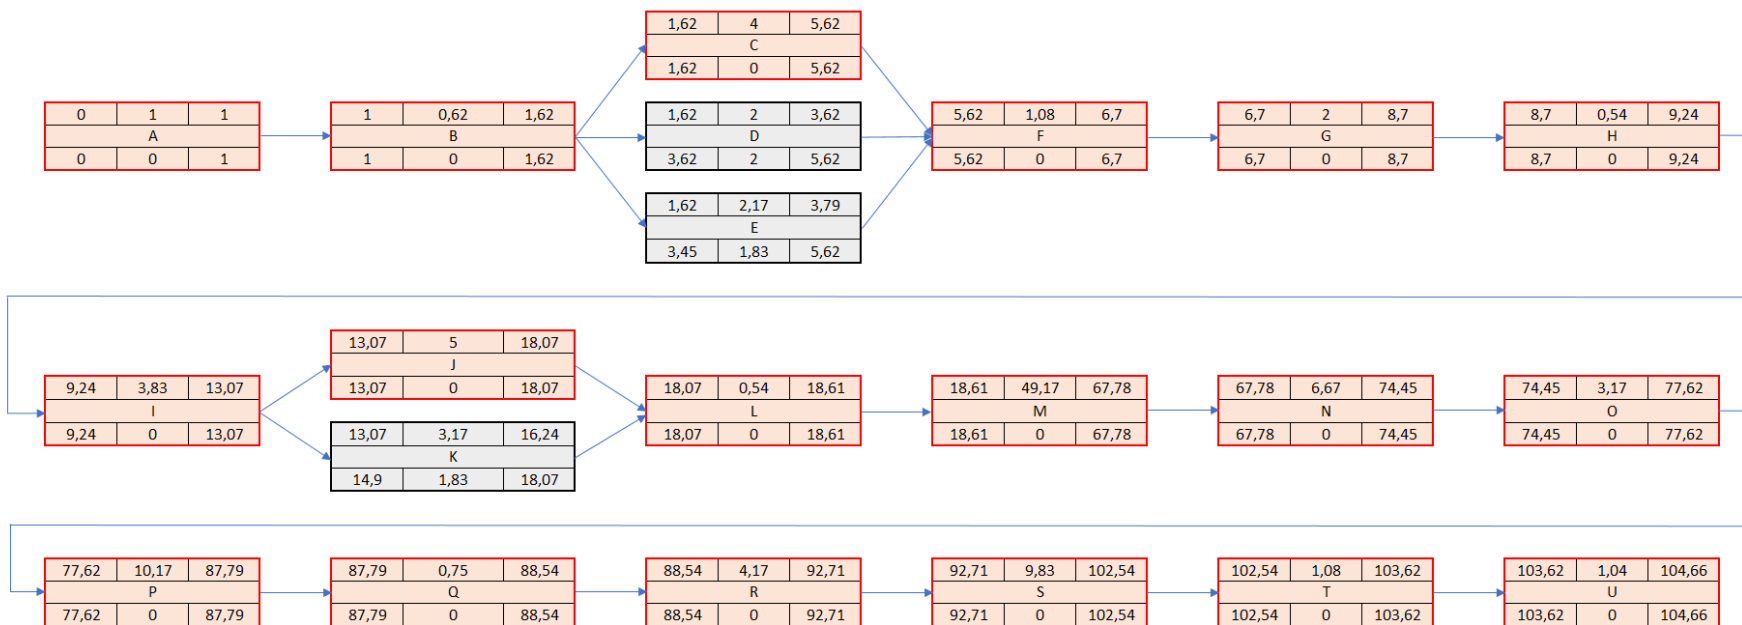 1,62 4 5,62
C
1,62 0 5,62
0 1 1
A
0 0 1
1 0,62 1,62
B
1 0 1,62
1,62 2 3,62
D
3,62 2 5,62
5,62 1,08 6,7
F
5,62 0 6,7
6,7 2 8,7
G
6,7 0 8,7
8,7 0,54 9,24
H
8,7 0 9,24
1,62 2,17 3,79
E
3,45 1,83 5,62
9,24 3,83 13,07
I
9,24 0 13,07
13,07 5 18,07
J
13,07 0 18,07
13,07 3,17 16,24
K
14,9 1,83 18,07
18,07 0,54 18,61
L
18,07 0 18,61
18,61 49,17 67,78
M
18,61 0 67,78
67,78 6,67 74,45
N
67,78 0 74,45
74,45 3,17 77,62
O
74,45 0 77,62
77,62 10,17 87,79
P
77,62 0 87,79
87,79 0,75 88,54
Q
87,79 0 88,54
88,54 4,17 92,71
R
88,54 0 92,71
92,71 9,83 102,54
S
92,71 0 102,54
102,54 1,08 103,62
T
102,54 0 103,62
103,62 1,04 104,66
U
103,62 0 104,66